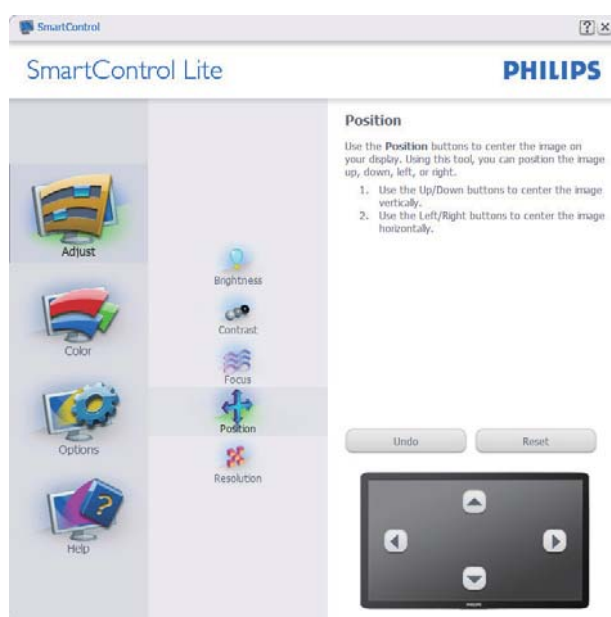 SmartControl
SmartControl Lite
PHILIPS
Adjust
Color
Options
Help
Brightness
Contrast
Focus
Position
Resolution
Position
Use the Position buttons to center the image on
your display. Using this tool, you can position the image
up, down, left, or right.
1. Use the Up/Down buttons to center the image
vertically.
2. Use the Left/Right buttons to center the image
horizontally.
Undo
Reset
PHILIPS